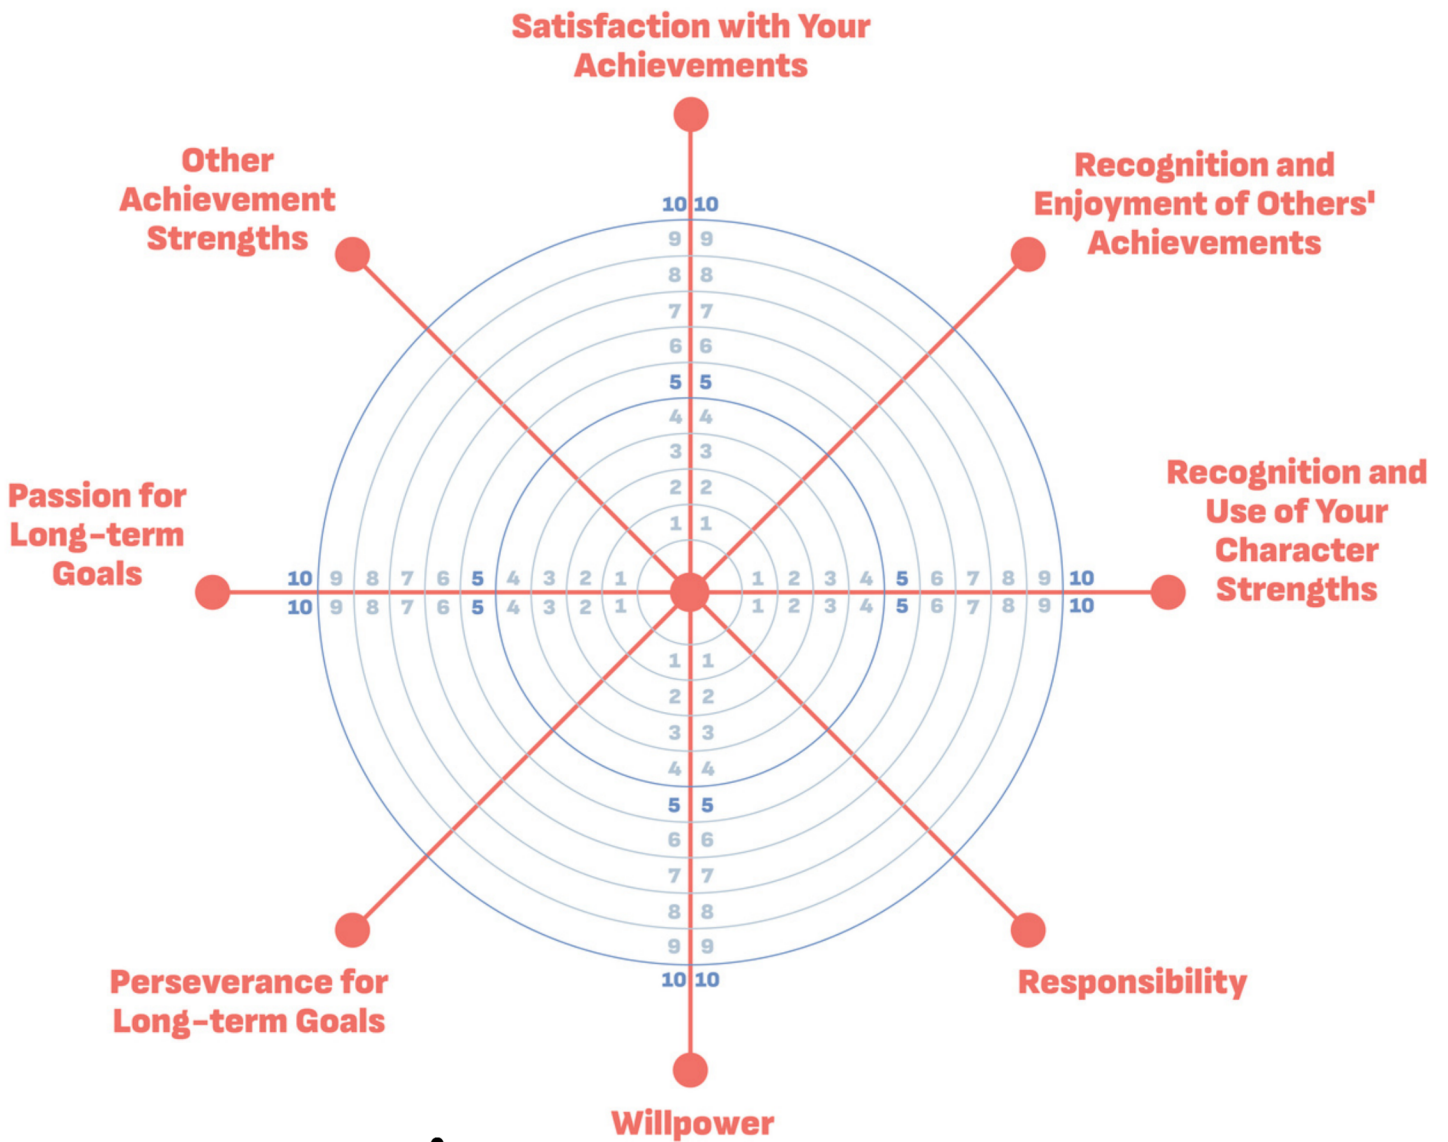 Satisfaction with Your
Achievements
Other
Achievement
Strengths
Recognition and
Enjoyment of Others'
Achievements
10 10
9 9
8 8
7 7
6 6
5 5
4 4
3 3
2 2
1 1
Passion for
Long-term
Goals
Recognition and
Use of Your
Character
Strengths
10 9 8 7 6 5 4 3 2 1 1 2 3 4 5 6 7 8 9 10
10 9 8 7 6 5 4 3 2 1 1 2 3 4 5 6 7 8 9 10
1 1
2 2
3 3
4 4
5 5
6 6
7 7
8 8
9 9
10 10
Perseverance for
Long-term Goals
Responsibility
Willpower